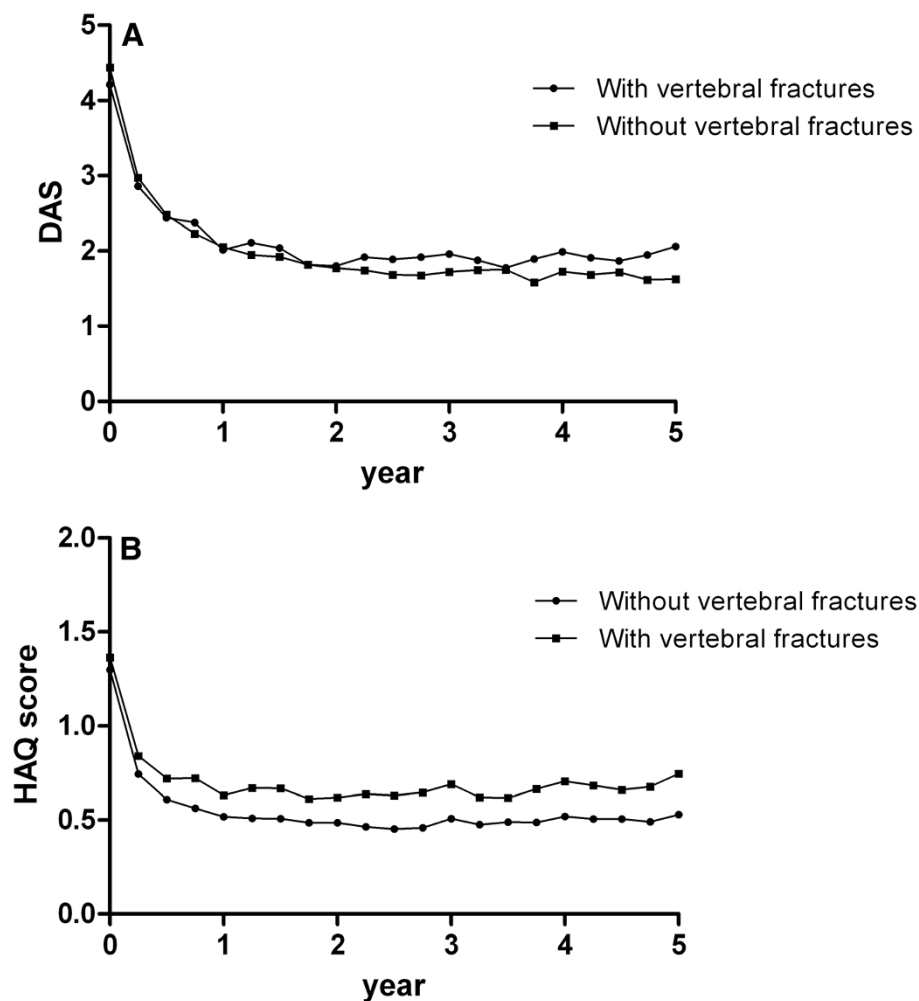 A
5
4
3
2
1
0
DAS
With vertebral fractures
Without vertebral fractures
0 1 2 3 4 5
year
B
2.0
1.5
1.0
0.5
0.0
HAQ score
Without vertebral fractures
With vertebral fractures
0 1 2 3 4 5
year